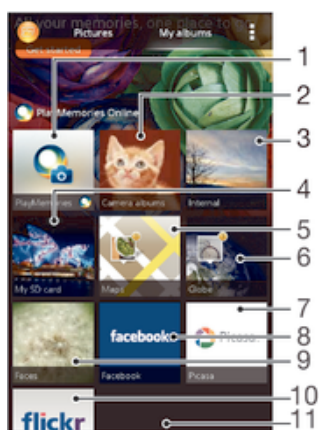 All your memories, one place to
Pictures My albums
Get started
PlayMemories Online
1
2
3
PlayMemories Camera albums Internal
4
5
6
My SD card Maps Globe
7
facebook Picasa
8
9
Faces Facebook Picasa
10
flickr
11